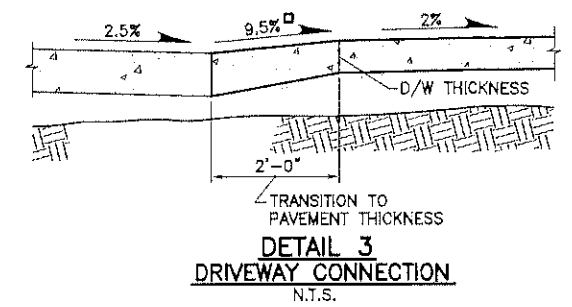 2.5% 9.5%□ 2%
D/W THICKNESS
2'-0"
TRANSITION TO
PAVEMENT THICKNESS
DETAIL 3
DRIVEWAY CONNECTION
N.T.S.